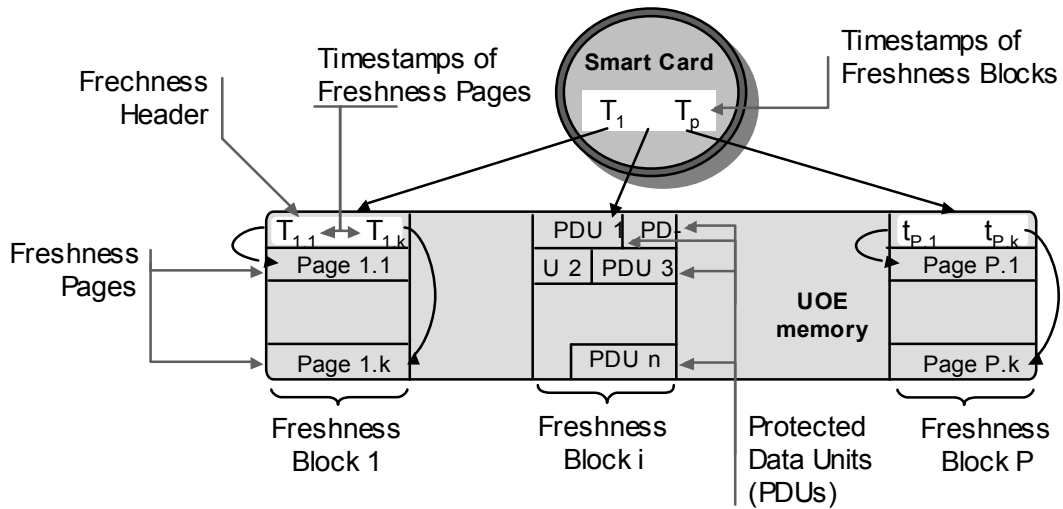 Timestamps of
Freshness Pages
Frechness
Header
Smart Card
T1 Tp
Timestamps of
Freshness Blocks
T1.1 T1.k
PDU 1 PD-
tP.1 tP.k
Freshness
Pages
Page 1.1
U 2 PDU 3
Page P.1
UOE
memory
Page 1.k
PDU n
Page P.k
Freshness
Block 1
Freshness
Block i
Protected
Data Units
(PDUs)
Freshness
Block P